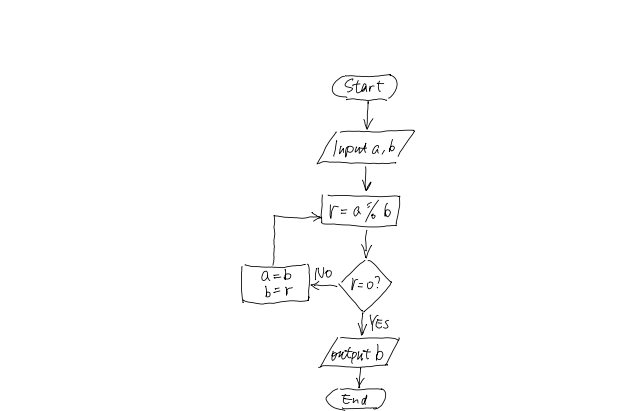 Start
Input a, b
r = a % b
r=0?
NO
a=b
b=r
YES
output b
End